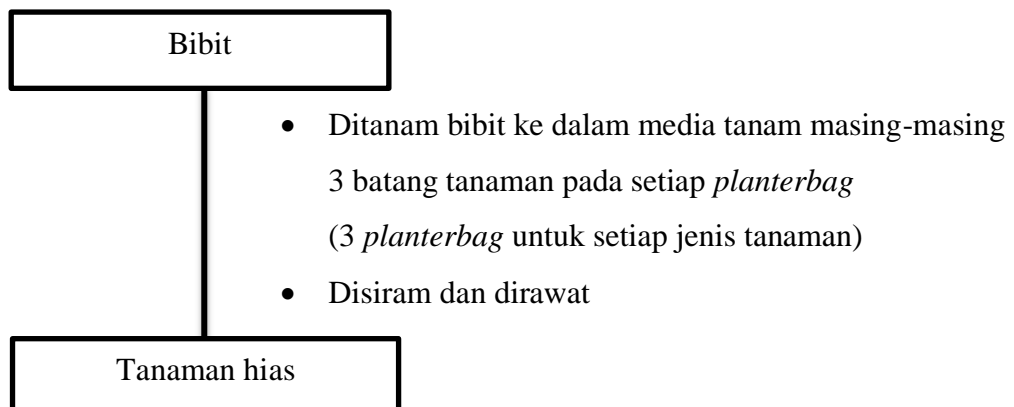 Bibit
• Ditanam bibit ke dalam media tanam masing-masing
3 batang tanaman pada setiap planterbag
(3 planterbag untuk setiap jenis tanaman)
• Disiram dan dirawat
Tanaman hias